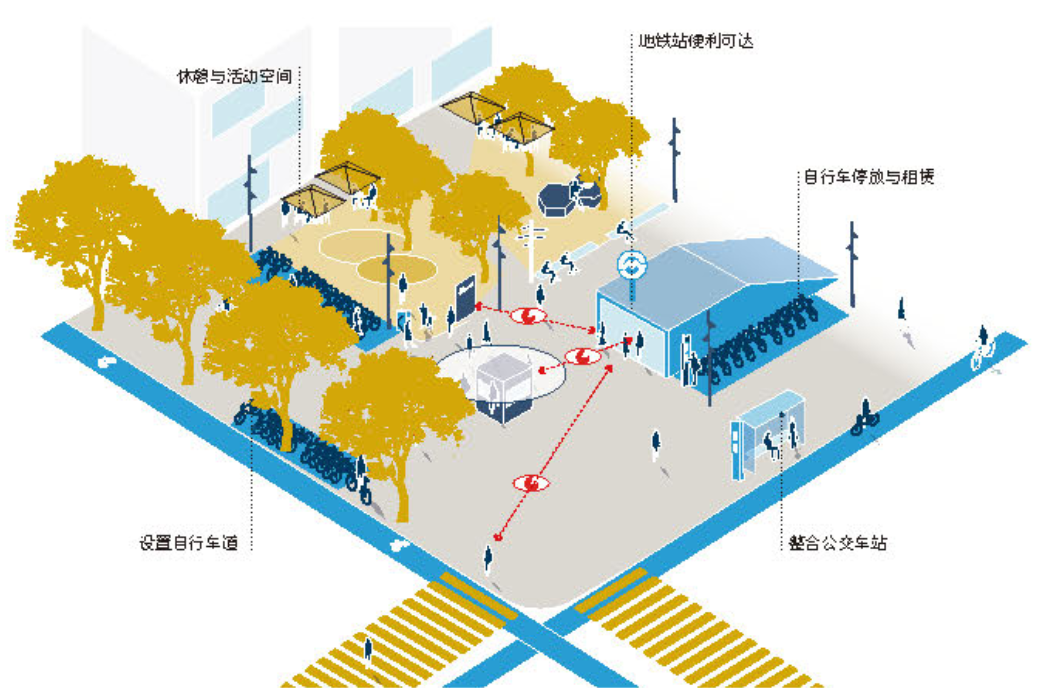 地铁站便利可达
休憩与活动空间
自行车停放与租赁
设置自行车道
整合公交车站